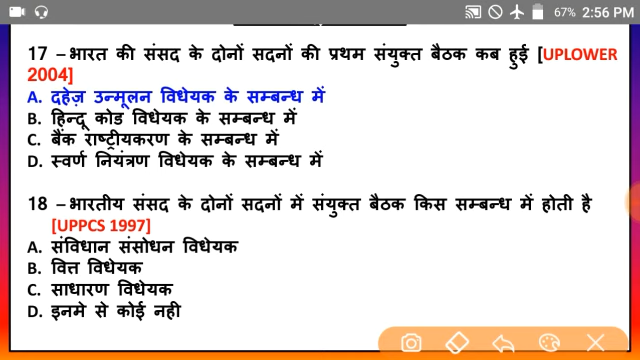 67% 2:56 PM
17 –भारत की संसद के दोनों सदनों की प्रथम संयुक्त बैठक कब हुई [UPLOWER
2004]
A. दहेज़ उन्मूलन विधेयक के सम्बन्ध में
B. हिन्दू कोड विधेयक के सम्बन्ध में
C. बैंक राष्ट्रीयकरण के सम्बन्ध में
D. स्वर्ण नियंत्रण विधेयक के सम्बन्ध में
18 –भारतीय संसद के दोनों सदनों में संयुक्त बैठक किस सम्बन्ध में होती है
[UPPCS 1997]
A. संविधान संसोधन विधेयक
B. वित्त विधेयक
C. साधारण विधेयक
D. इनमे से कोई नही